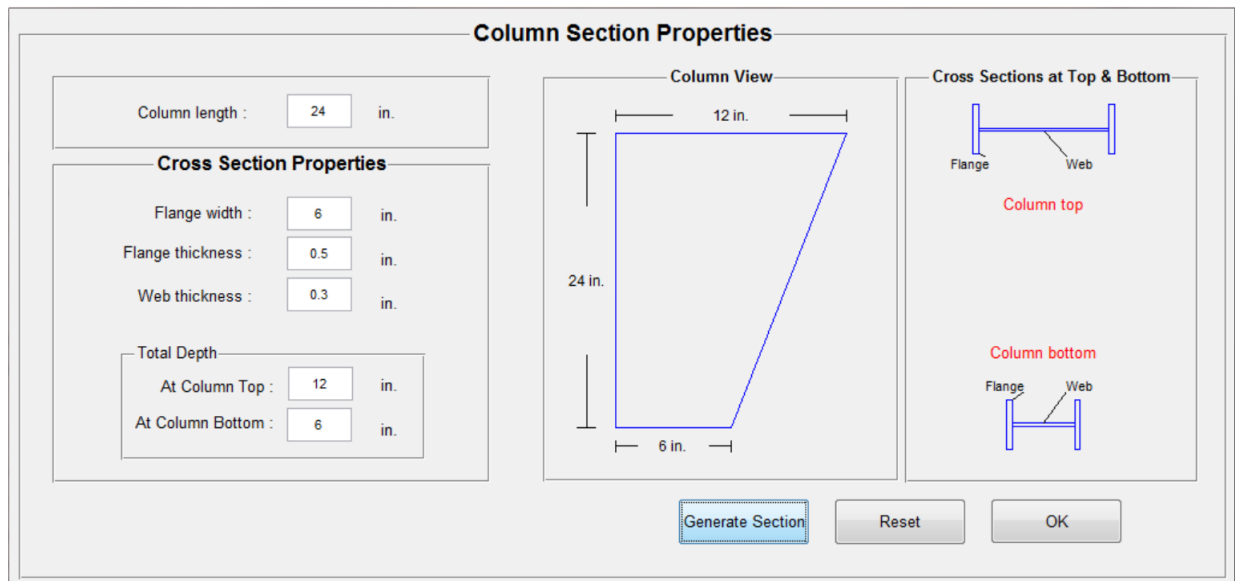 Column Section Properties
Column length : 24 in.
Cross Section Properties
Flange width : 6 in.
Flange thickness : 0.5 in.
Web thickness : 0.3 in.
Total Depth
At Column Top : 12 in.
At Column Bottom : 6 in.
Column View
12 in.
24 in.
6 in.
Cross Sections at Top & Bottom
Flange Web
Column top
Column bottom
Flange Web
Generate Section Reset OK